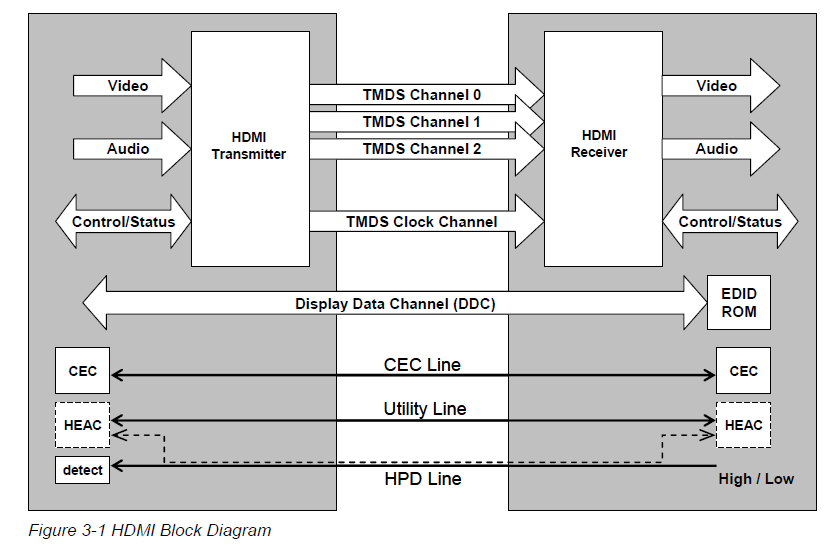 Video
Audio
Control/Status
HDMI
Transmitter
TMDS Channel 0
TMDS Channel 1
TMDS Channel 2
TMDS Clock Channel
HDMI
Receiver
Video
Audio
Control/Status
Display Data Channel (DDC)
EDID
ROM
CEC
CEC Line
CEC
HEAC
Utility Line
HEAC
detect
HPD Line
High / Low
Figure 3-1 HDMI Block Diagram